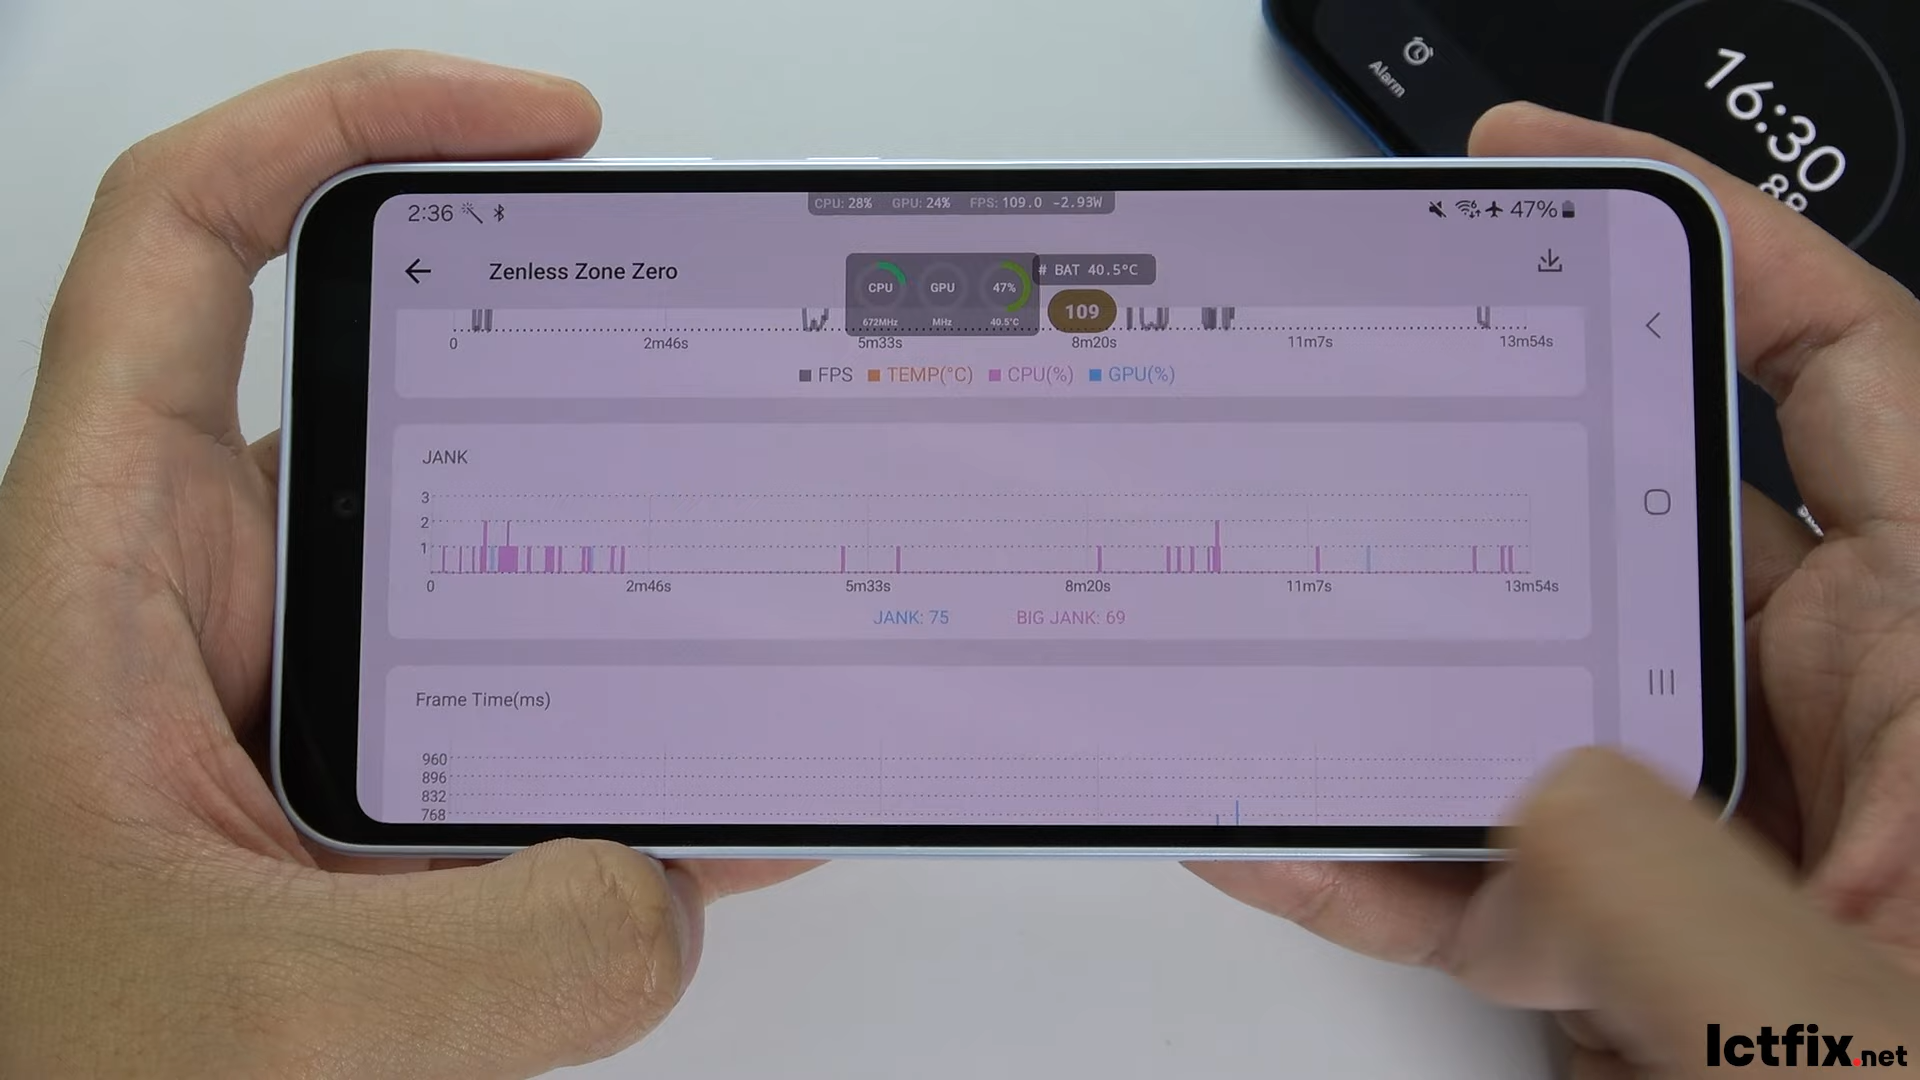 Alarm
16:30
88
2:36
CPU: 28% GPU: 24% FPS: 109.0 -2.93W
47%
Zenless Zone Zero
CPU GPU 47%
672MHz MHz 40.5°C
# BAT 40.5°C
109
0 2m46s 5m33s 8m20s 11m7s 13m54s
FPS TEMP(°C) CPU(%) GPU(%)
JANK
3
2
1
0 2m46s 5m33s 8m20s 11m7s 13m54s
JANK: 75 BIG JANK: 69
Frame Time(ms)
960
896
832
768
Ictfix.net